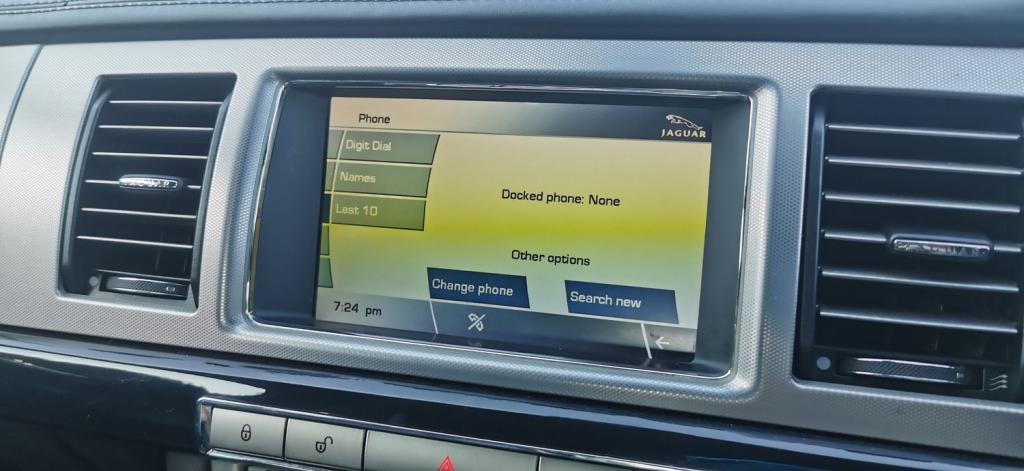 Phone
JAGUAR
Digit Dial
Names
Last 10
Docked phone: None
Other options
Change phone
Search new
7:24 pm